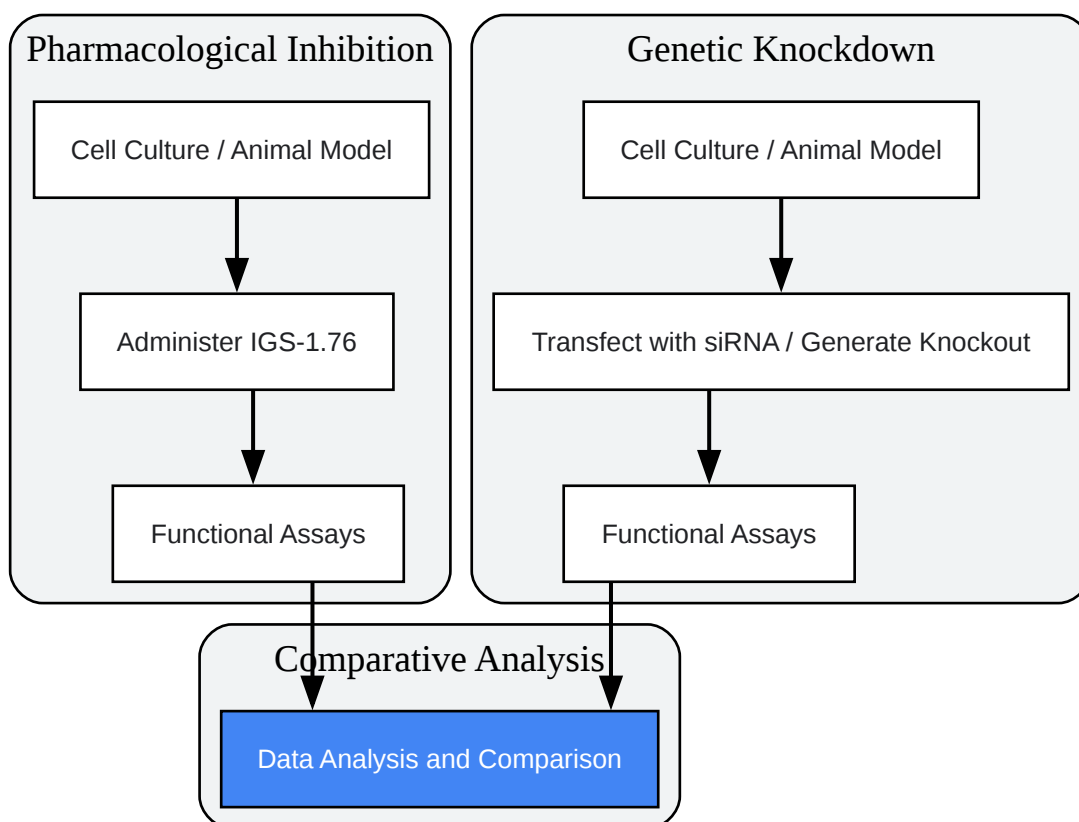 Pharmacological Inhibition
Cell Culture / Animal Model
Administer IGS-1.76
Functional Assays
Genetic Knockdown
Cell Culture / Animal Model
Transfect with siRNA / Generate Knockout
Functional Assays
Comparative Analysis
Data Analysis and Comparison